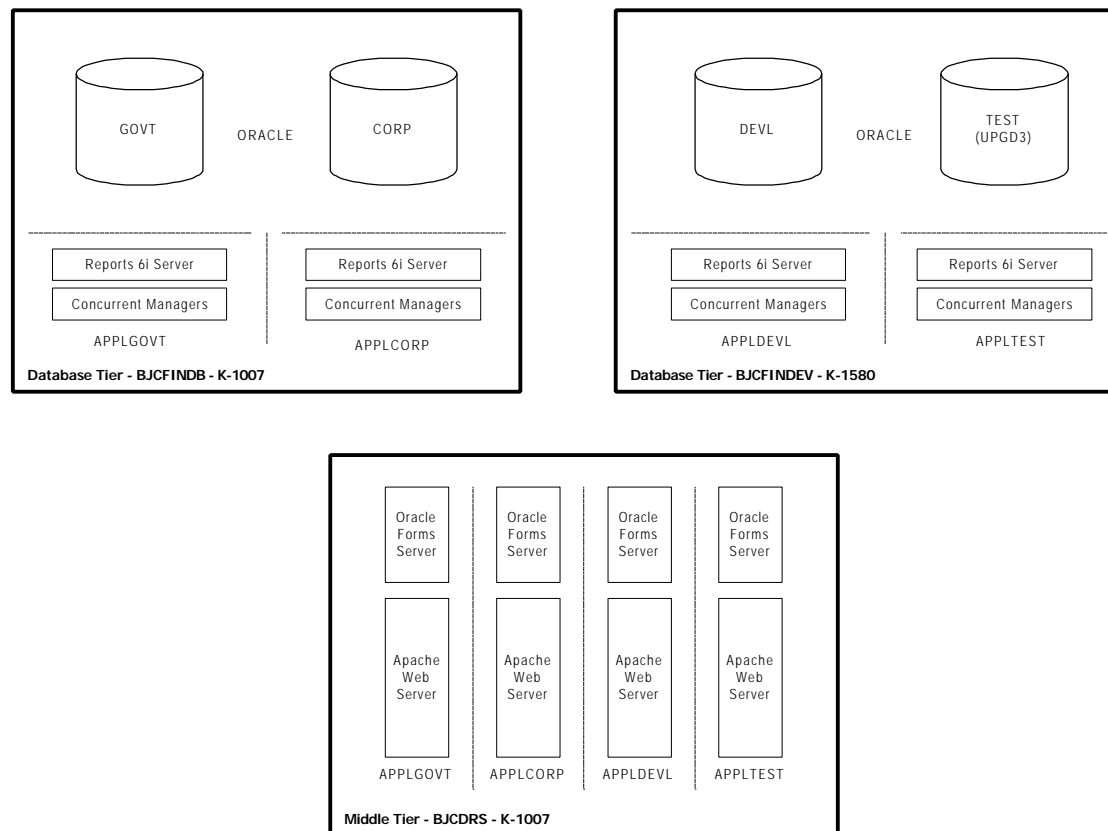 GOVT
ORACLE
CORP
Reports 6i Server
Concurrent Managers
APPLGOVT
Reports 6i Server
Concurrent Managers
APPLCORP
Database Tier - BJCFINDB - K-1007
DEVL
ORACLE
TEST
(UPGD3)
Reports 6i Server
Concurrent Managers
APPLDEVL
Reports 6i Server
Concurrent Managers
APPLTEST
Database Tier - BJCFINDEV - K-1580
Oracle
Forms
Server
Apache
Web
Server
APPLGOVT
Oracle
Forms
Server
Apache
Web
Server
APPLCORP
Oracle
Forms
Server
Apache
Web
Server
APPLDEVL
Oracle
Forms
Server
Apache
Web
Server
APPLTEST
Middle Tier - BJCDRS - K-1007